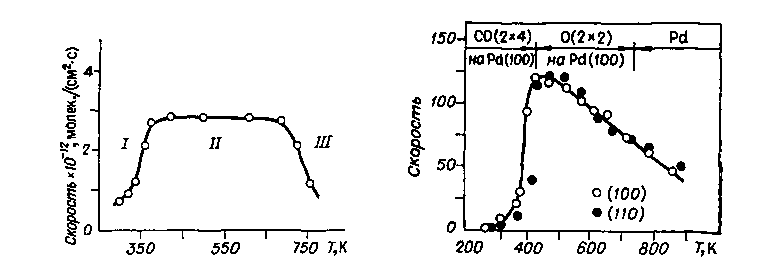 Скорость×10⁻¹², молек./(см²·с)
4
2
0
I
II
III
350
550
750
T, K
Скорость
150
100
50
0
CO(2×4)
O(2×2)
Pd
на Pd(100)
на Pd(100)
(100)
(110)
200
400
600
800
T, K